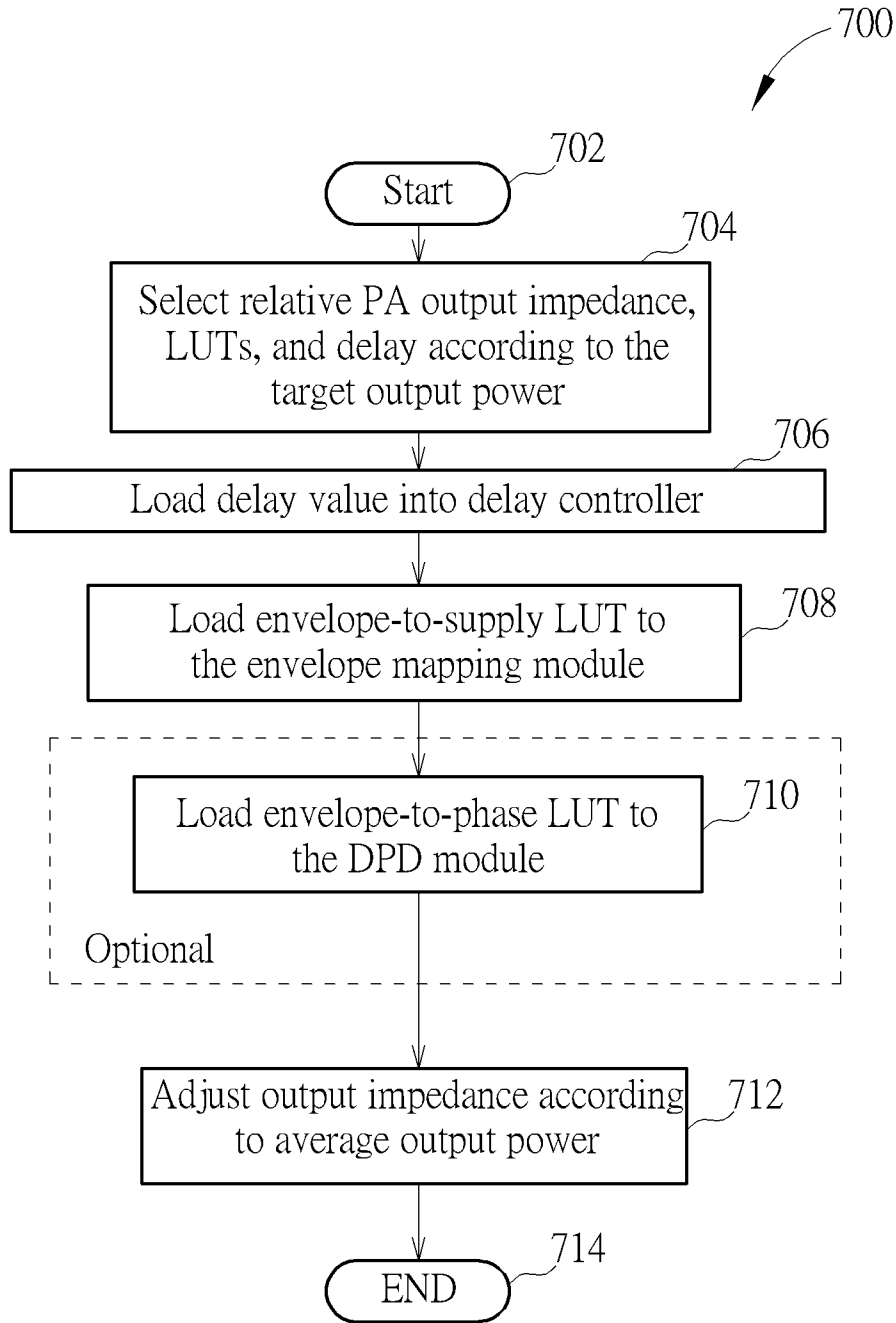 700
702
Start
704
Select relative PA output impedance,
LUTs, and delay according to the
target output power
706
Load delay value into delay controller
Load envelope-to-supply LUT to
the envelope mapping module
708
Load envelope-to-phase LUT to
the DPD module
710
Optional
Adjust output impedance according
to average output power
712
END
714